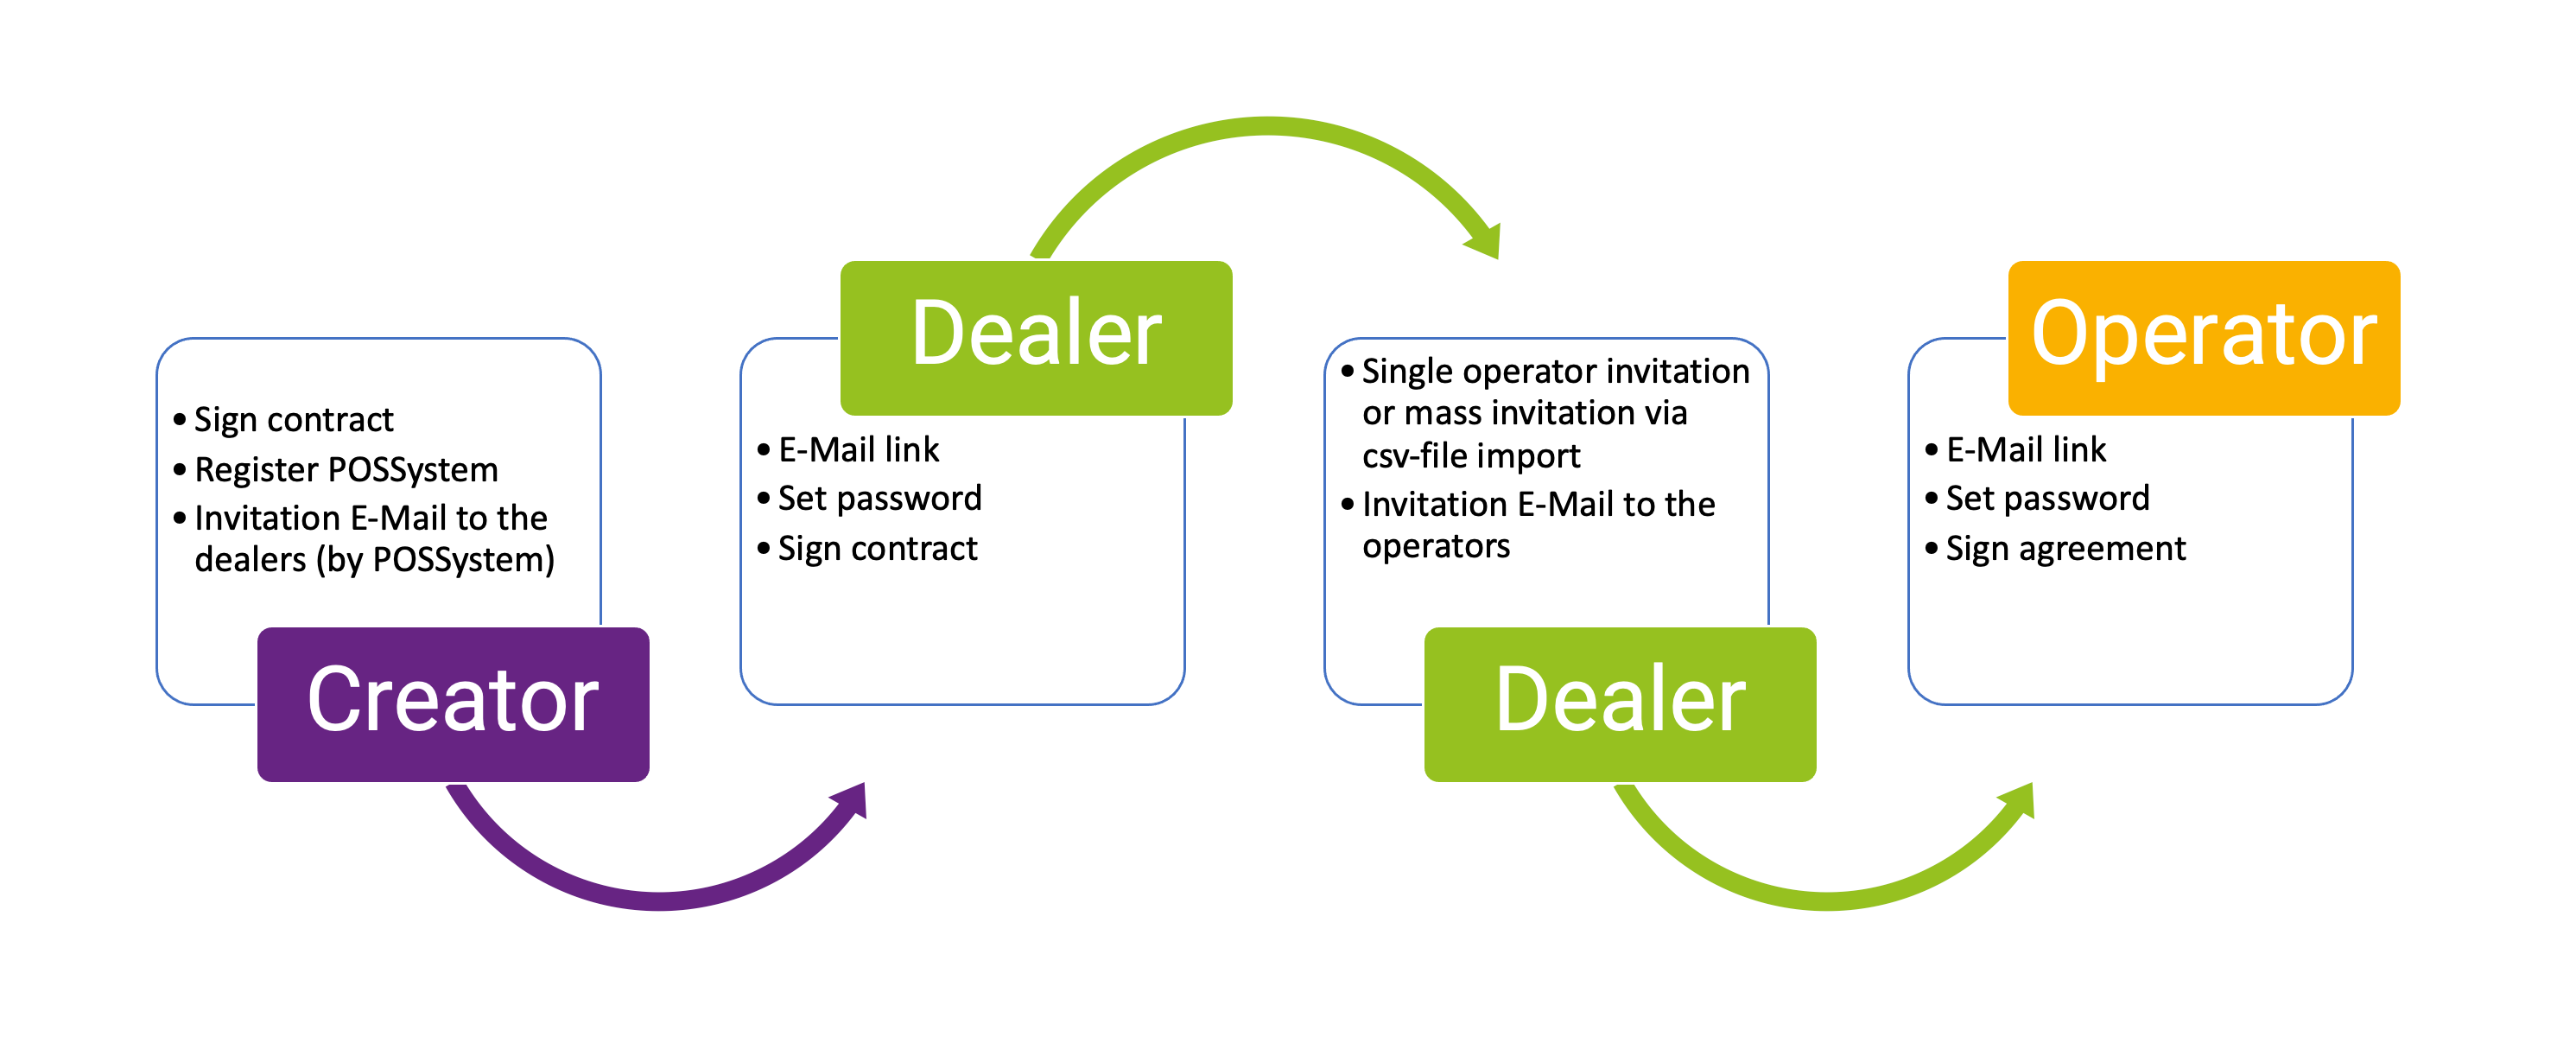 • Sign contract
• Register POSSystem
• Invitation E-Mail to the
dealers (by POSSystem)
Creator
Dealer
• E-Mail link
• Set password
• Sign contract
• Single operator invitation
or mass invitation via
csv-file import
• Invitation E-Mail to the
operators
Dealer
Operator
• E-Mail link
• Set password
• Sign agreement